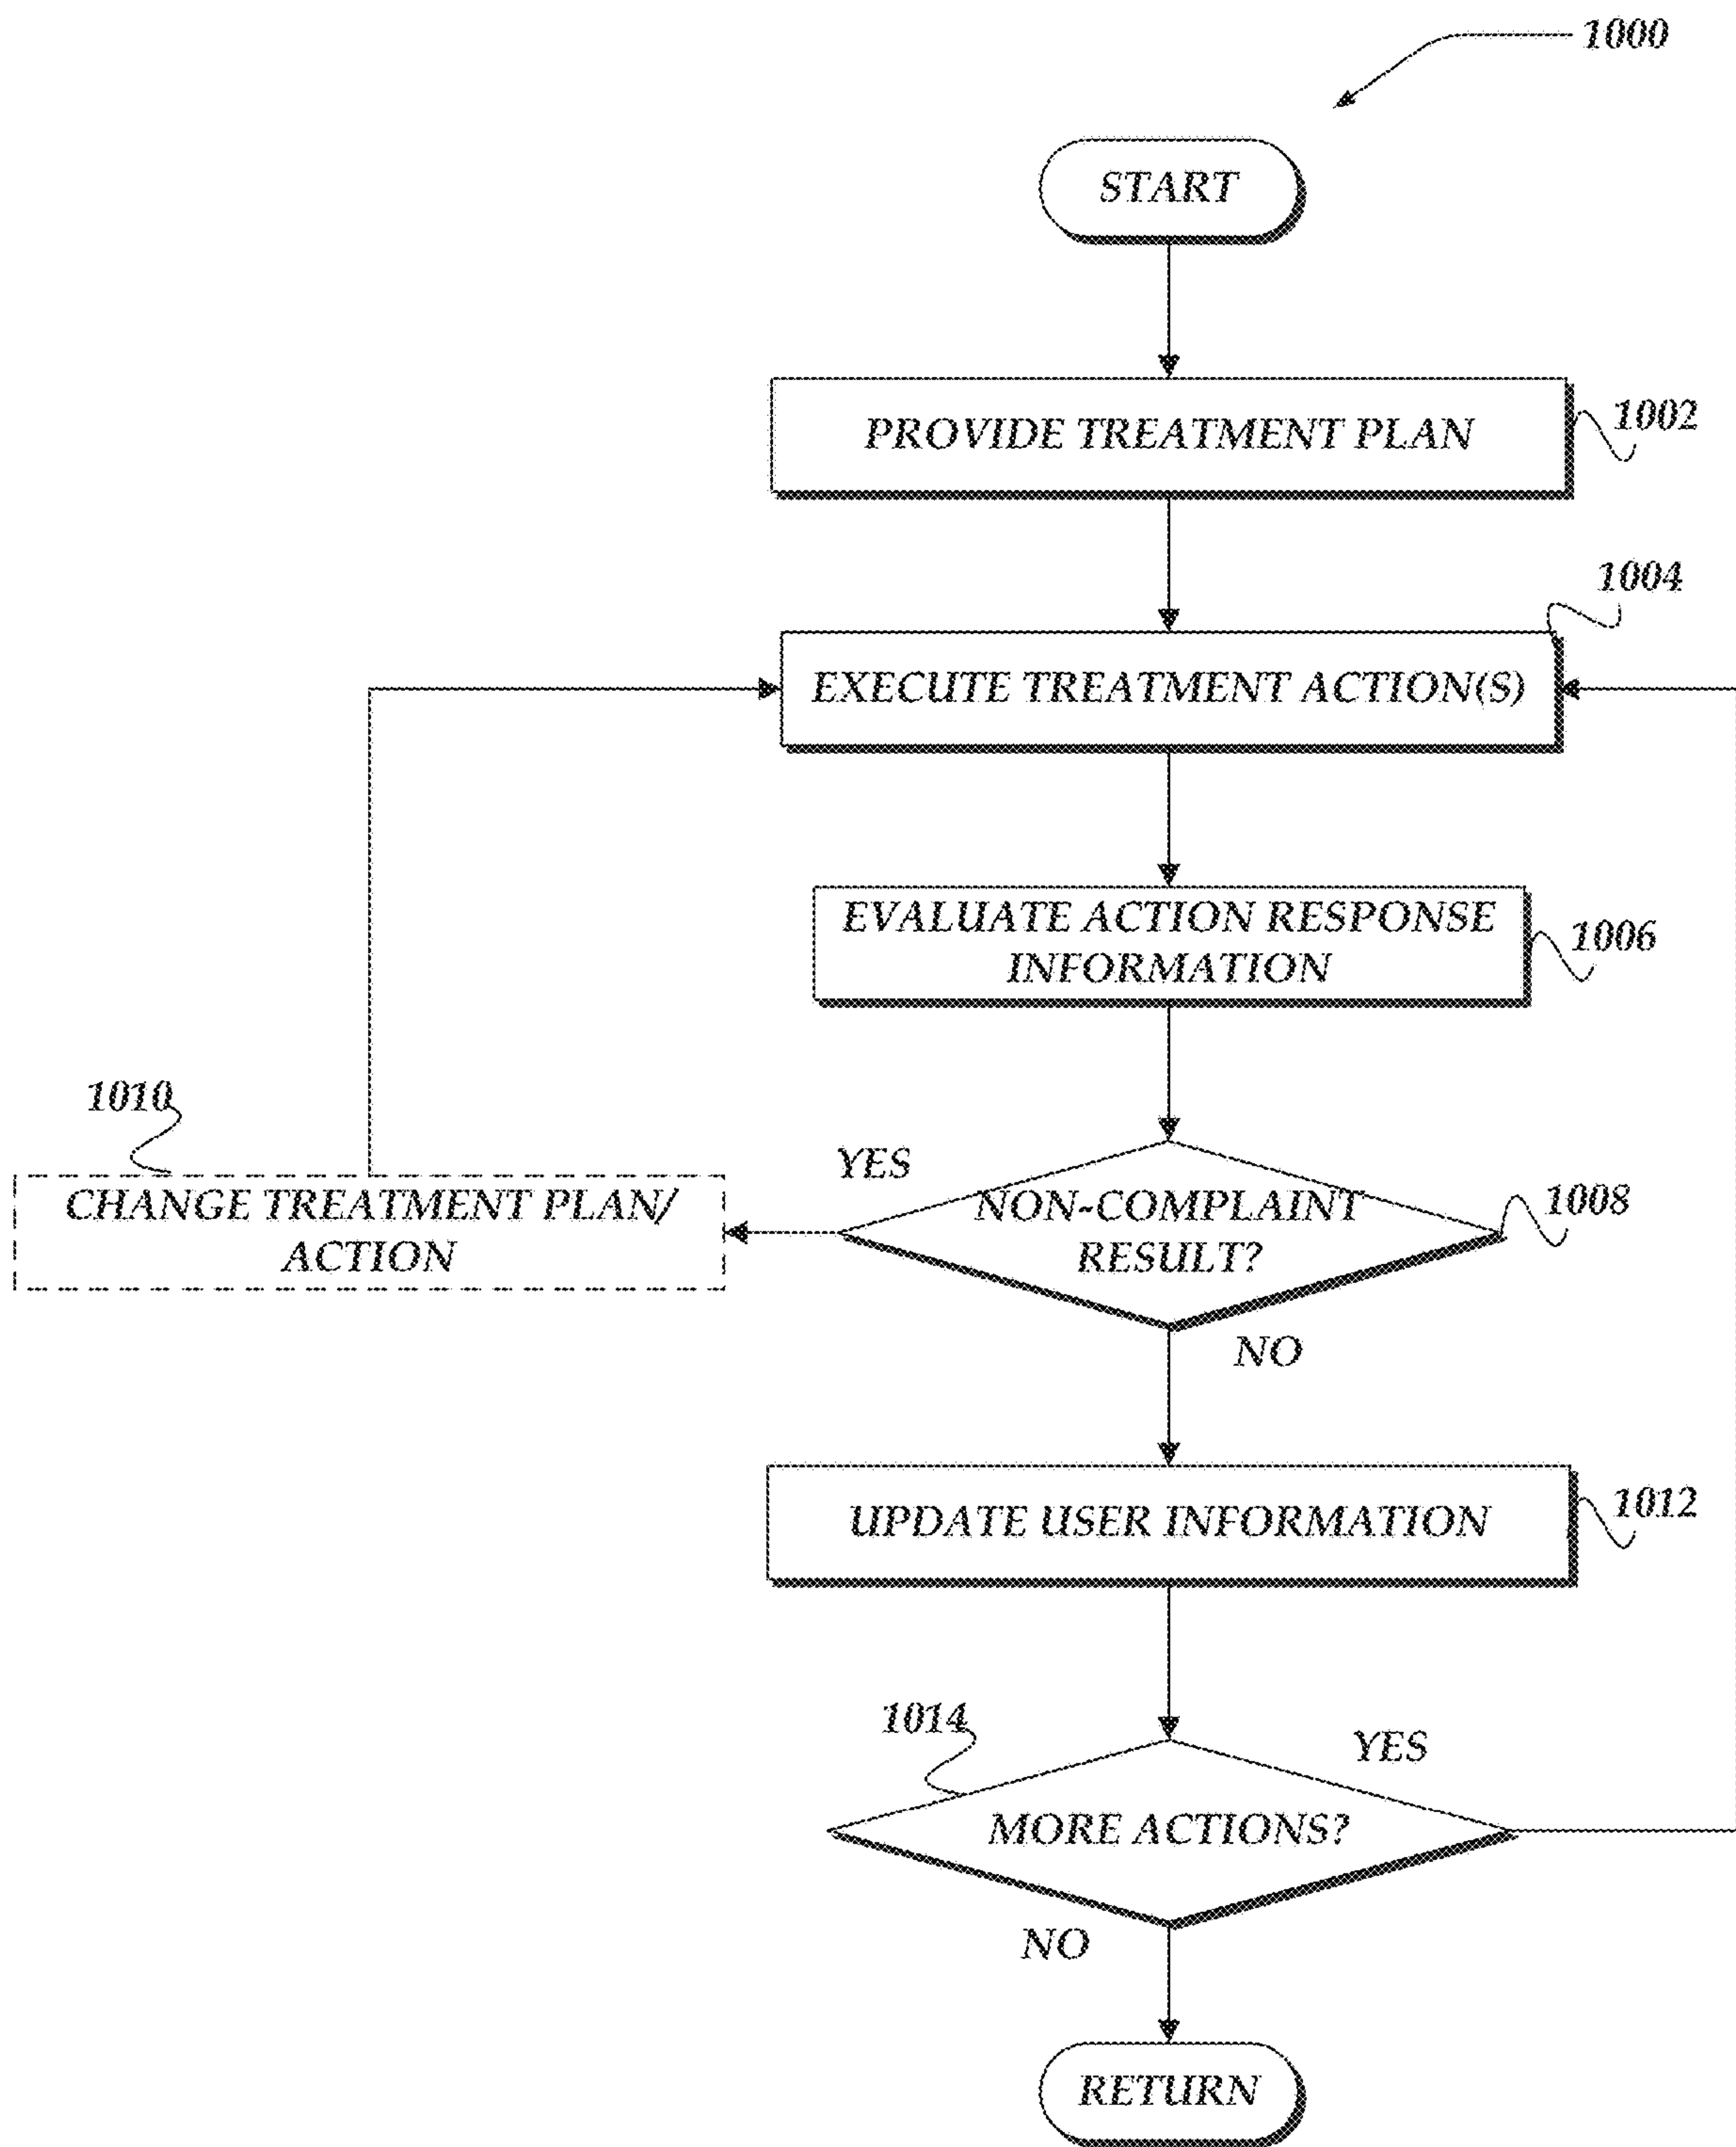 1000
START
PROVIDE TREATMENT PLAN
1002
1004
EXECUTE TREATMENT ACTION(S)
EVALUATE ACTION RESPONSE
INFORMATION
1006
1010
CHANGE TREATMENT PLAN/
ACTION
YES
NON-COMPLAINT
RESULT?
1008
NO
UPDATE USER INFORMATION
1012
1014
YES
MORE ACTIONS?
NO
RETURN